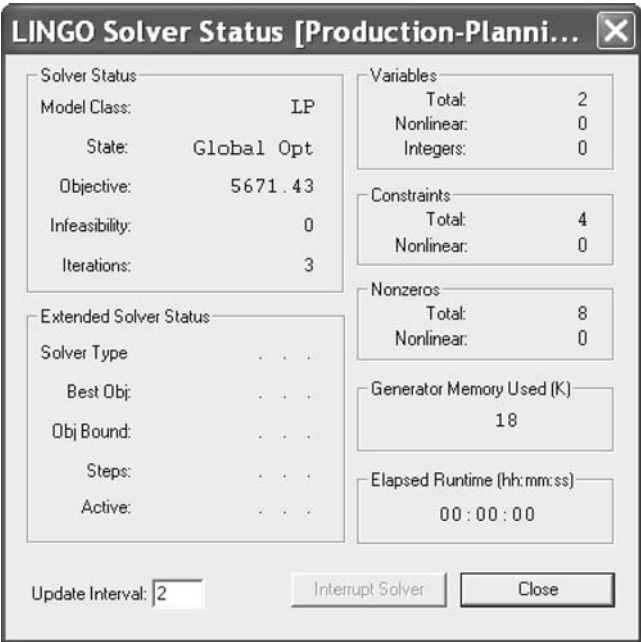 LINGO Solver Status [Production-Planni...
Solver Status
Model Class: LP
State: Global Opt
Objective: 5671.43
Infeasibility: 0
Iterations: 3
Extended Solver Status
Solver Type . . .
Best Obj: . . .
Obj Bound: . . .
Steps: . . .
Active: . . .
Variables
Total: 2
Nonlinear: 0
Integers: 0
Constraints
Total: 4
Nonlinear: 0
Nonzeros
Total: 8
Nonlinear: 0
Generator Memory Used (K)
18
Elapsed Runtime (hh:mm:ss)
00:00:00
Update Interval: 2
Interrupt Solver
Close